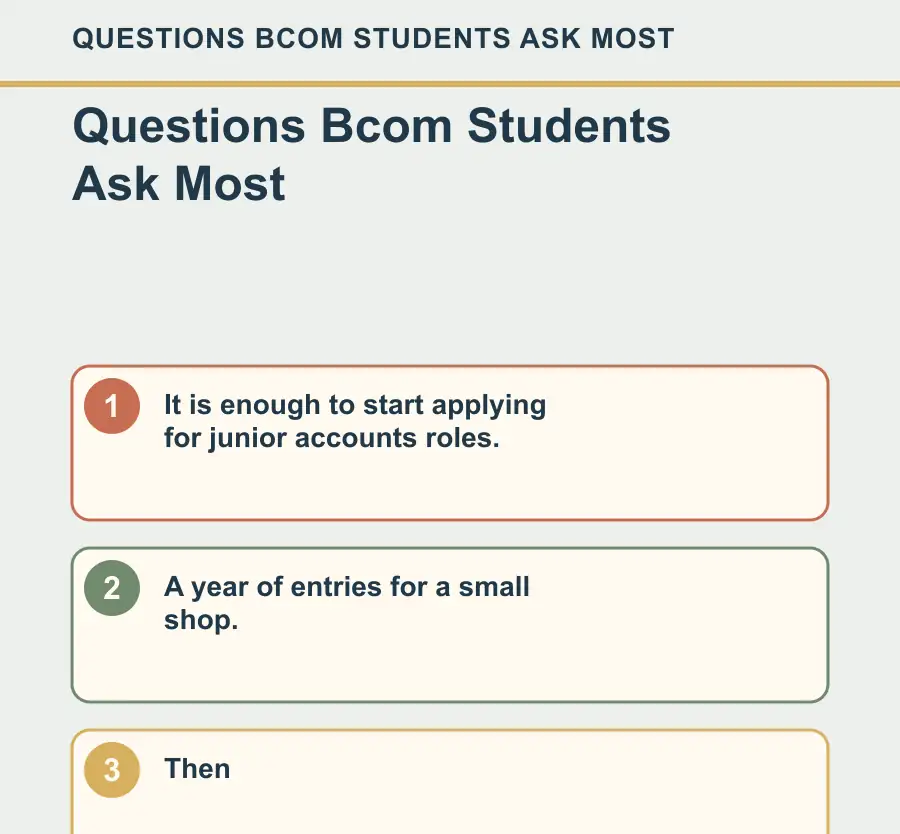 QUESTIONS BCOM STUDENTS ASK MOST
Questions Bcom Students
Ask Most
1
It is enough to start applying
for junior accounts roles.
2
A year of entries for a small
shop.
3
Then